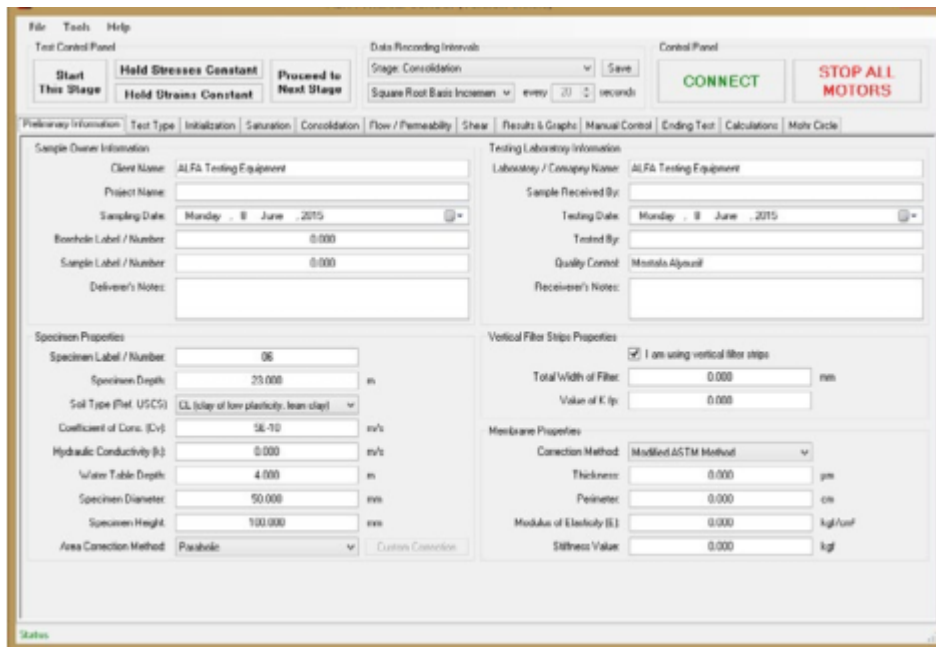 File Tools Help
Test Control Panel
Data Recording Intervals
Control Panel
Start This Stage
Hold Stresses Constant
Hold Strains Constant
Proceed to Next Stage
Stage: Consolidation
Save
Square Root Basis Incremen
every 20 seconds
CONNECT
STOP ALL MOTORS
Preliminary Information Test Type Initialization Saturation Consolidation Flow / Permeability Shear Results & Graphs Manual Control Ending Test Calculations Mohr Circle
Sample Owner Information
Client Name: ALFA Testing Equipment
Project Name:
Sampling Date: Monday , 8 June , 2015
Borehole Label / Number: 0.000
Sample Label / Number: 0.000
Deliverer's Notes:
Testing Laboratory Information
Laboratory / Comapny Name: ALFA Testing Equipment
Sample Received By:
Testing Date: Monday , 8 June , 2015
Tested By:
Quality Control:
Receiverer's Notes:
Specimen Properties
Specimen Label / Number: 06
Specimen Depth: 23.000 m
Soil Type (Ref. USCS): CL (clay of low plasticity, lean clay)
Coefficient of Cons. (Cv): 5E-10 m/s
Hydraulic Conductivity (k): 0.000 m/s
Water Table Depth: 4.000 m
Specimen Diameter: 50.000 mm
Specimen Height: 100.000 mm
Area Correction Method: Parabolic
Custom Correction
Vertical Filter Strips Properties
I am using vertical filter strips
Total Width of Filter: 0.000 mm
Value of K fp: 0.000
Membrane Properties
Correction Method: Modified ASTM Method
Thickness: 0.000 µm
Perimeter: 0.000 cm
Modulus of Elasticity (E): 0.000 kgf/cm²
Stiffness Value: 0.000 kgf
Status